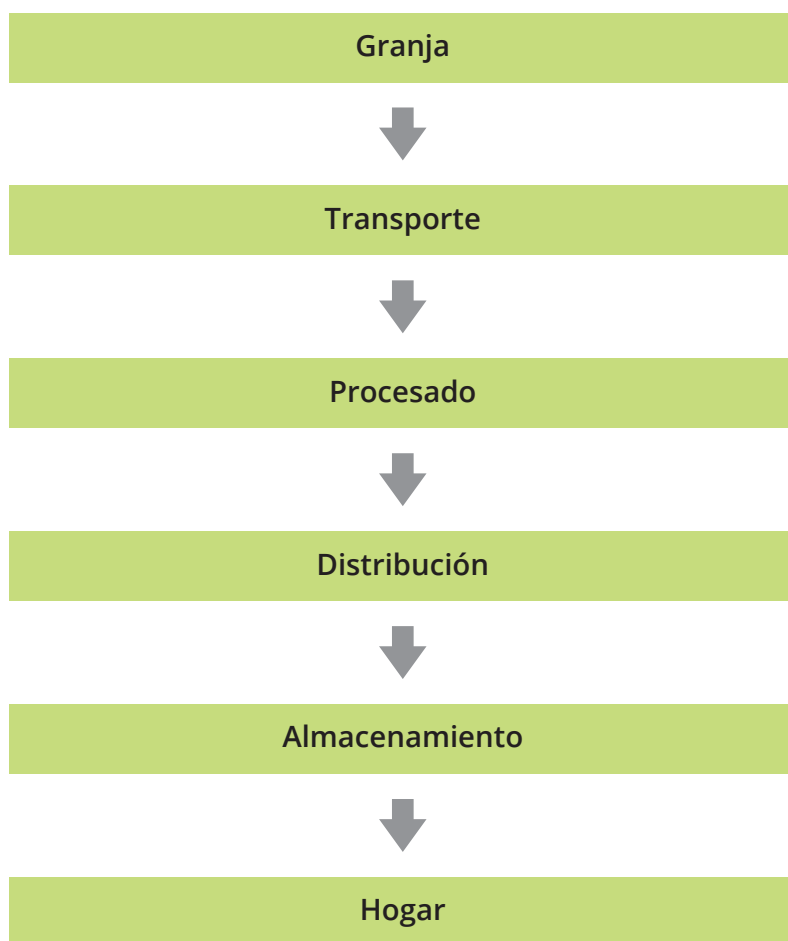 Granja
Transporte
Procesado
Distribución
Almacenamiento
Hogar